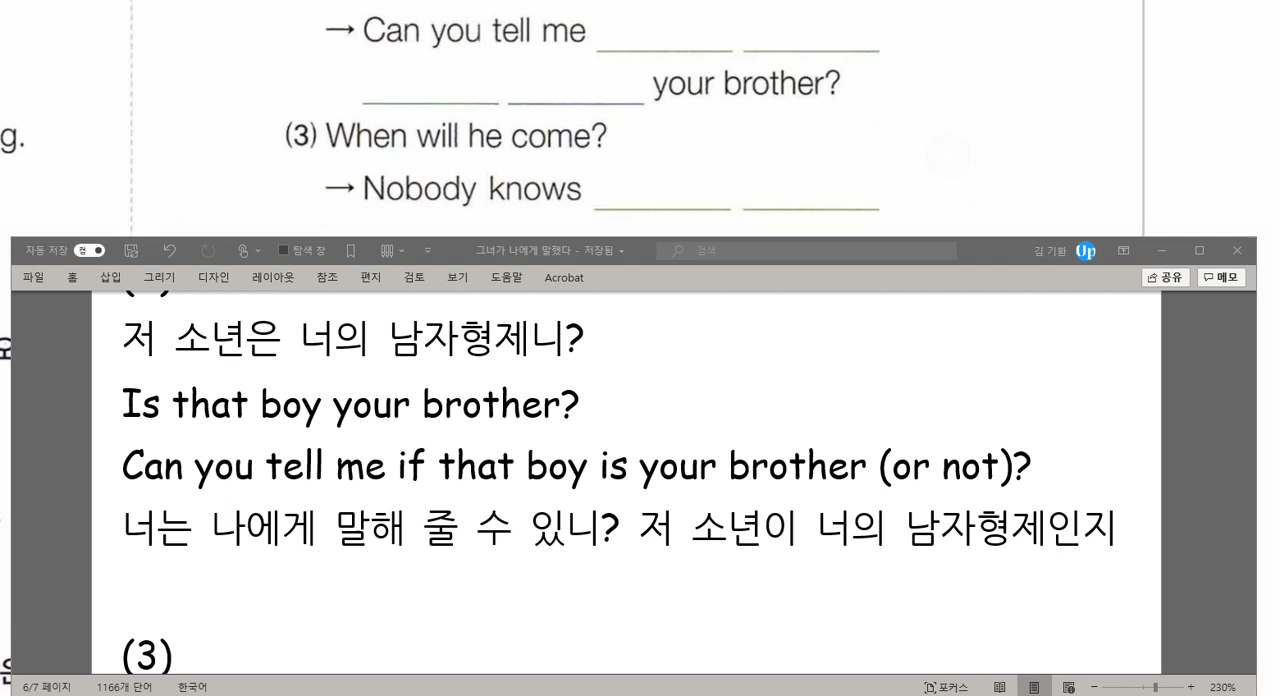 → Can you tell me
your brother?
g.
(3) When will he come?
→ Nobody knows
자동 저장 컴 탐색 창 그녀가 나에게 말했다 - 저장됨 검색 김 기환 Up
파일 홈 삽입 그리기 디자인 레이아웃 참조 편지 검토 보기 도움말 Acrobat 공유 메모
저 소년은 너의 남자형제니?
Is that boy your brother?
Can you tell me if that boy is your brother (or not)?
너는 나에게 말해 줄 수 있니? 저 소년이 너의 남자형제인지
(3)
6/7 페이지 1166개 단어 한국어 포커스 230%